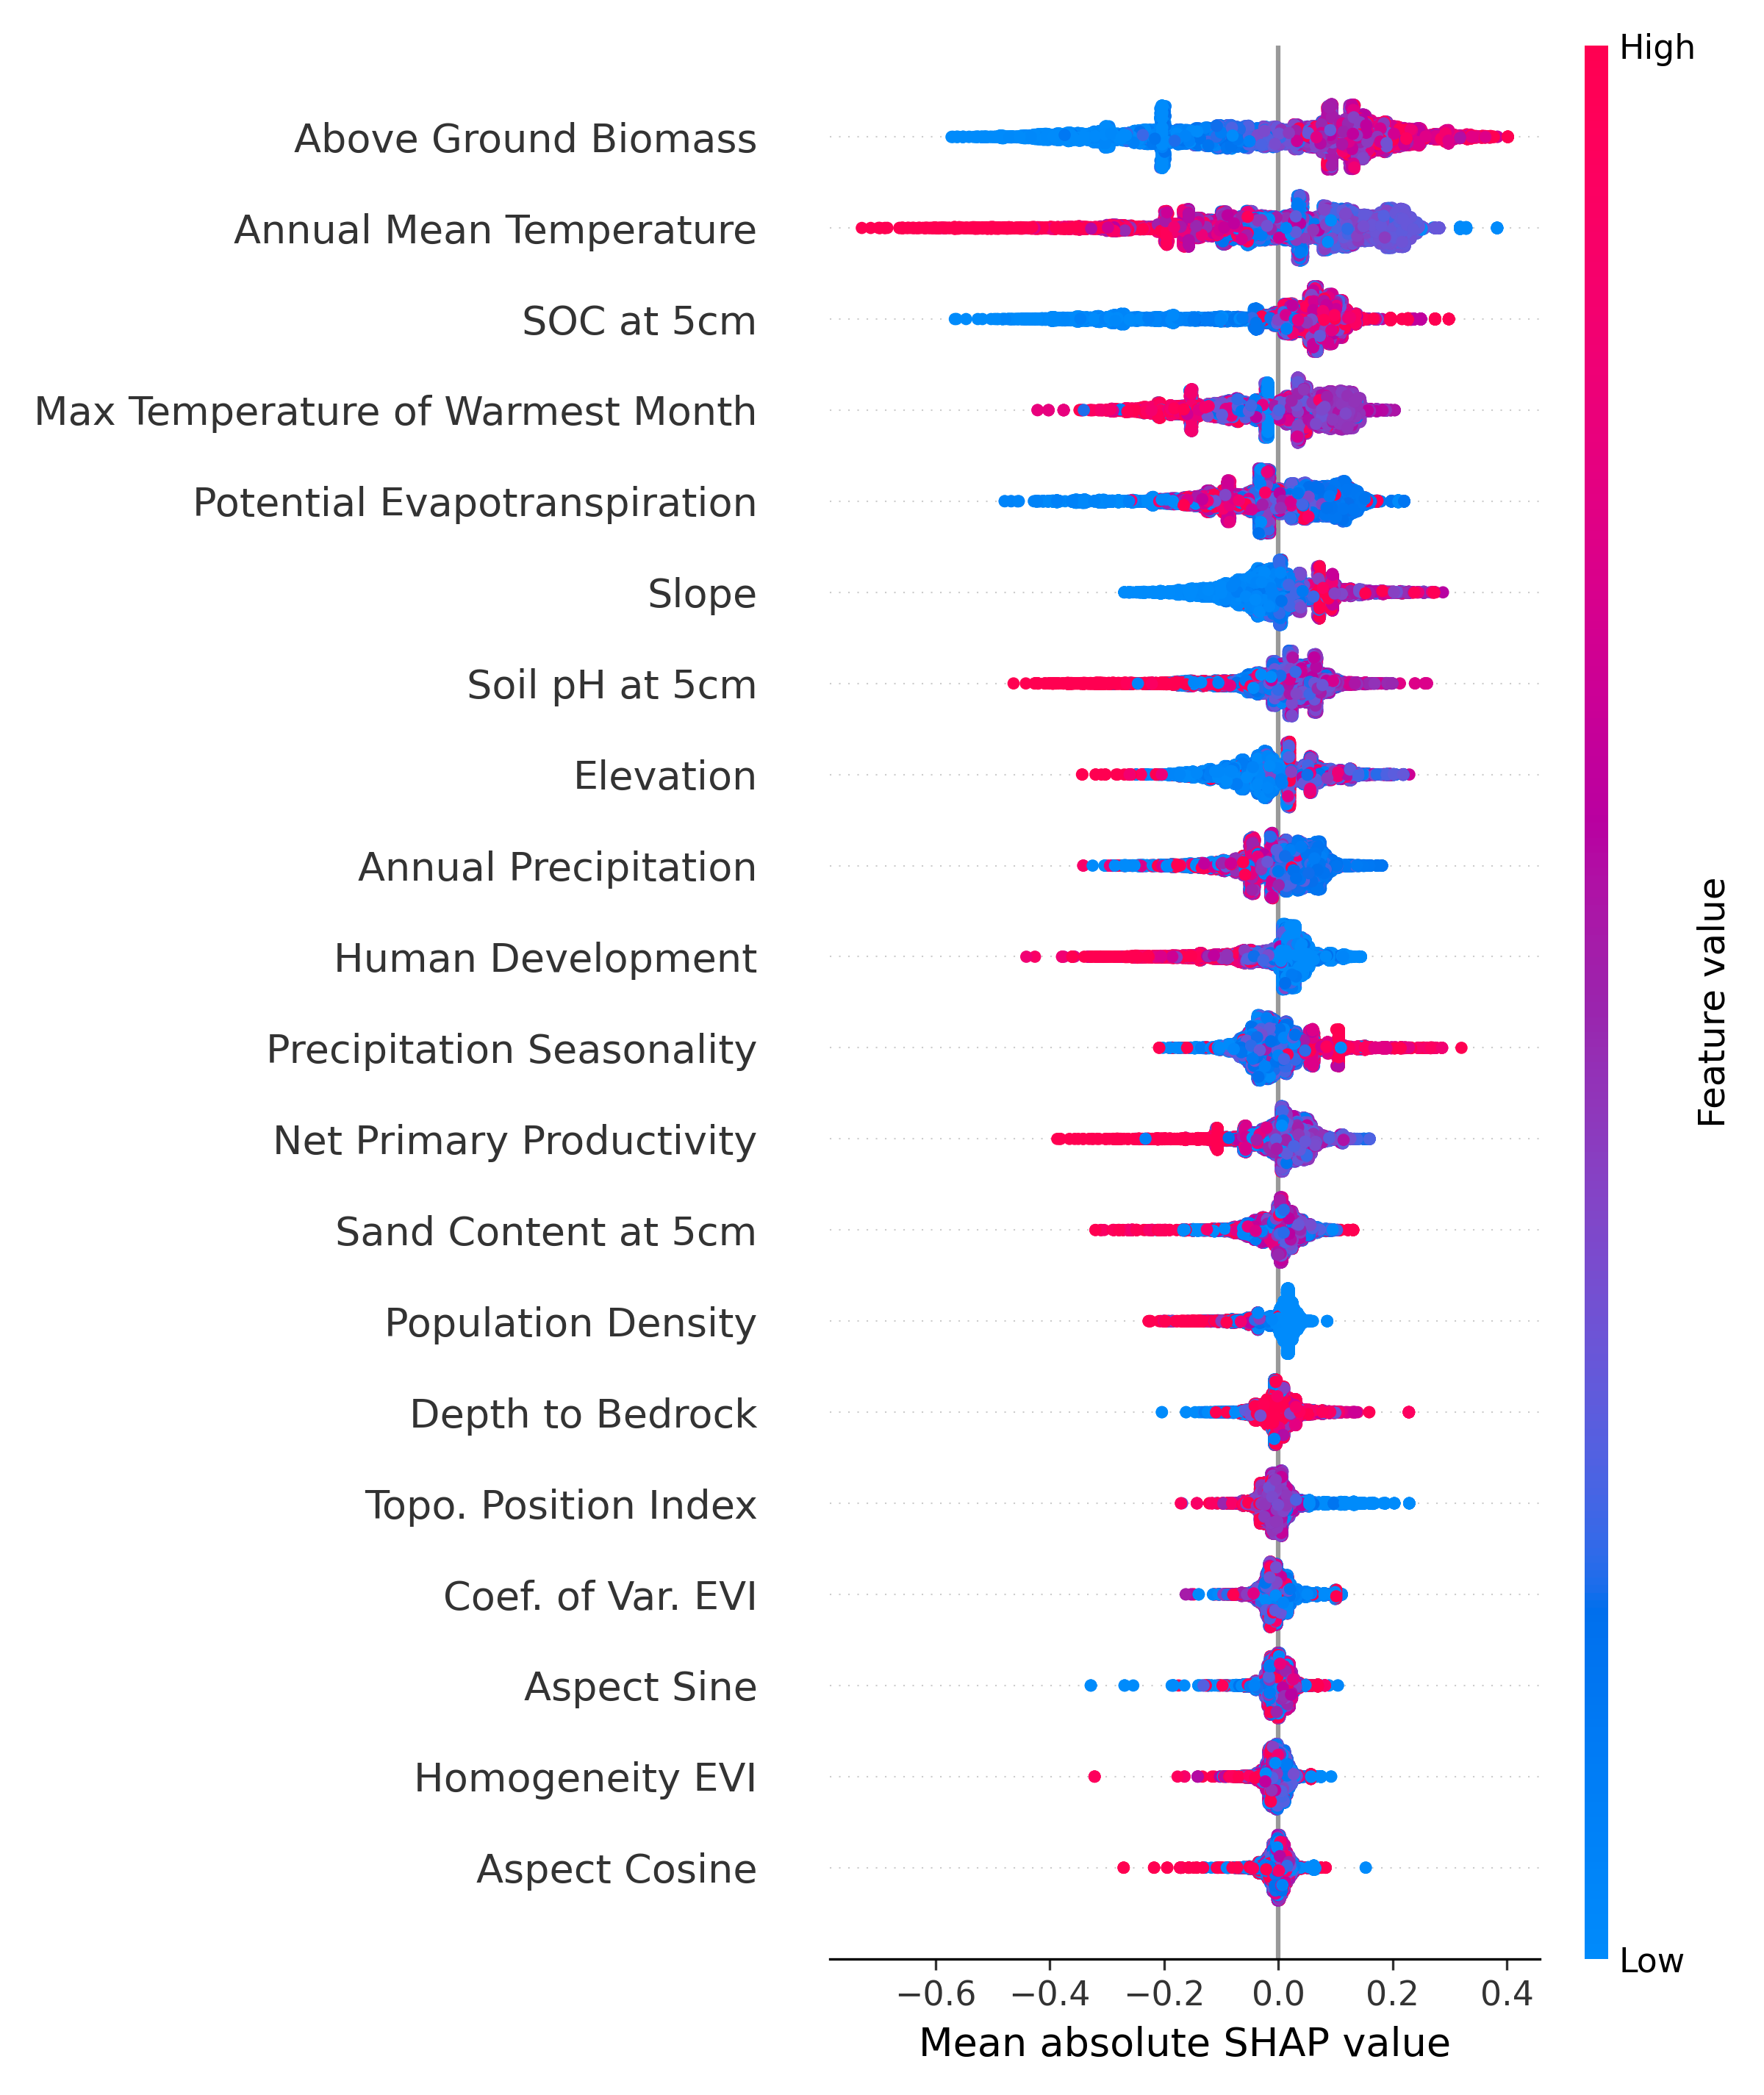 High
Above Ground Biomass
Annual Mean Temperature
SOC at 5cm
Max Temperature of Warmest Month
Potential Evapotranspiration
Slope
Soil pH at 5cm
Elevation
Annual Precipitation
Human Development
Precipitation Seasonality
Net Primary Productivity
Sand Content at 5cm
Population Density
Depth to Bedrock
Topo. Position Index
Coef. of Var. EVI
Aspect Sine
Homogeneity EVI
Aspect Cosine
Feature value
Low
−0.6 −0.4 −0.2 0.0 0.2 0.4
Mean absolute SHAP value